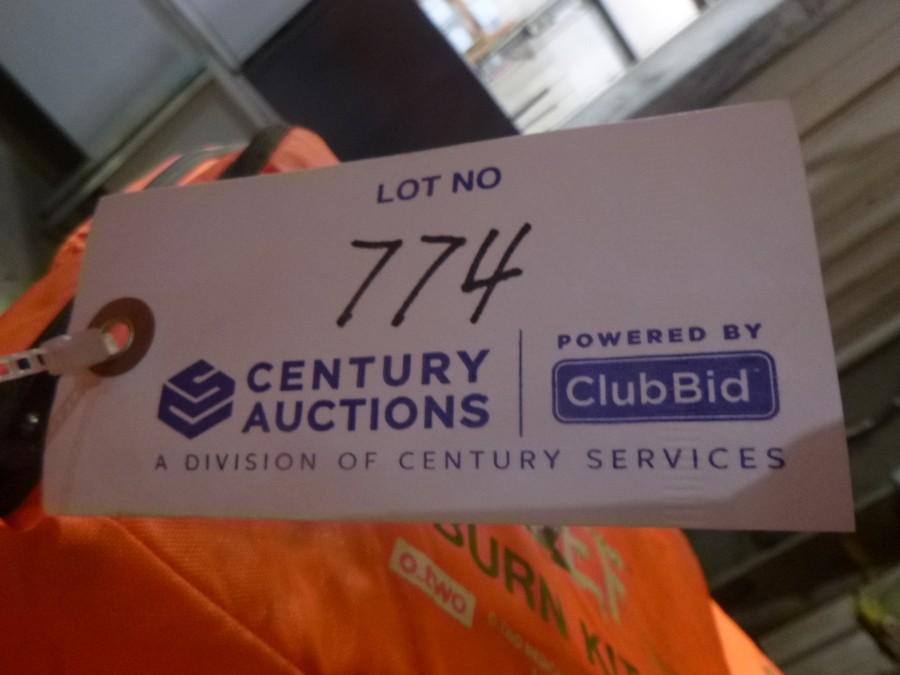 LOT NO
774
CENTURY
AUCTIONS
POWERED BY
ClubBid
A DIVISION OF CENTURY SERVICES
BURN KIT
O-TWO